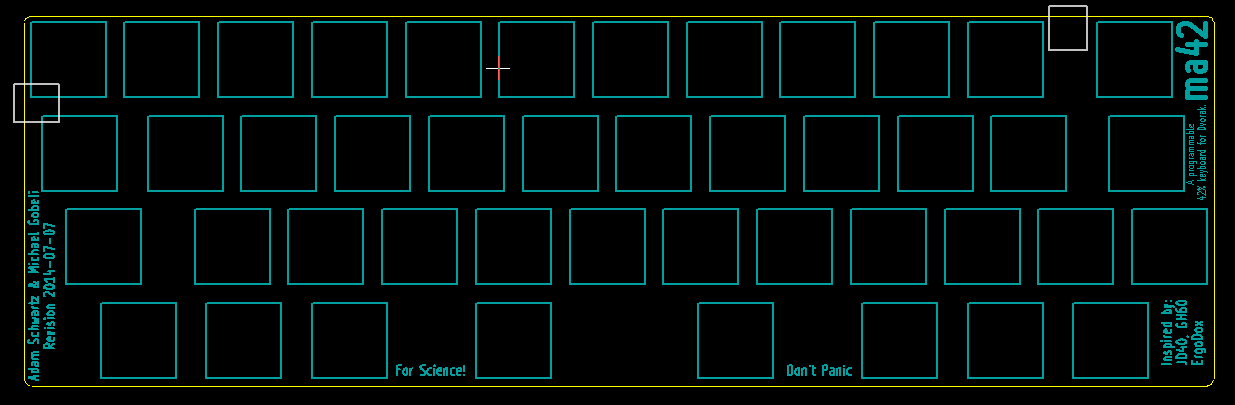 ma42
A programmable
42% keyboard for Dvorak.
Adam Schwartz & Michael Gobeli
Revision 2014-07-07
For Science!
Don't Panic
Inspired by:
JD40, GH60
ErgoDox